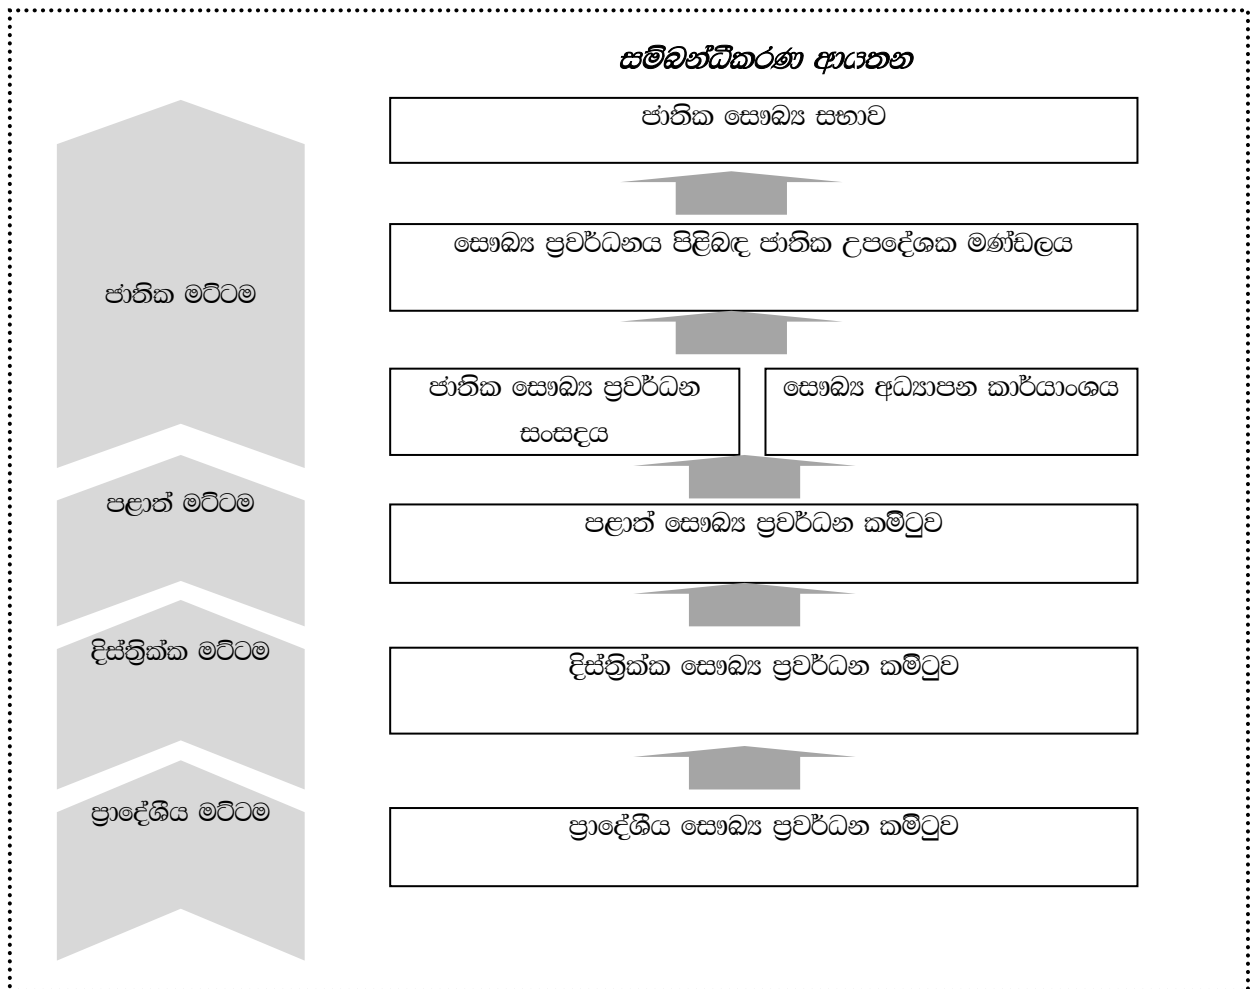 සම්බන්ධීකරණ ආයතන
ජාතික සෞඛ්‍ය සභාව
සෞඛ්‍ය ප්‍රවර්ධනය පිළිබඳ ජාතික උපදේශක මණ්ඩලය
ජාතික මට්ටම
ජාතික සෞඛ්‍ය ප්‍රවර්ධන
සංසදය
සෞඛ්‍ය අධ්‍යාපන කාර්යාංශය
පළාත් මට්ටම
පළාත් සෞඛ්‍ය ප්‍රවර්ධන කමිටුව
දිස්ත්‍රික්ක මට්ටම
දිස්ත්‍රික්ක සෞඛ්‍ය ප්‍රවර්ධන කමිටුව
ප්‍රාදේශීය මට්ටම
ප්‍රාදේශීය සෞඛ්‍ය ප්‍රවර්ධන කමිටුව